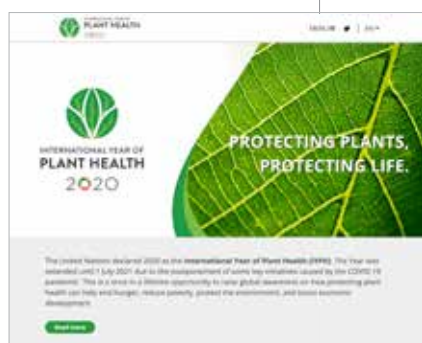 INTERNATIONAL YEAR OF
PLANT HEALTH
2020
INTERNATIONAL YEAR OF
PLANT HEALTH
2020
PROTECTING PLANTS,
PROTECTING LIFE.
The United Nations declared 2020 as the International Year of Plant Health (IYPH). The Year was
extended until 1 July 2021 due to the postponement of some key initiatives caused by the COVID-19
pandemic. This is a once in a lifetime opportunity to raise global awareness on how protecting plant
health can help end hunger, reduce poverty, protect the environment, and boost economic
development.
Read more